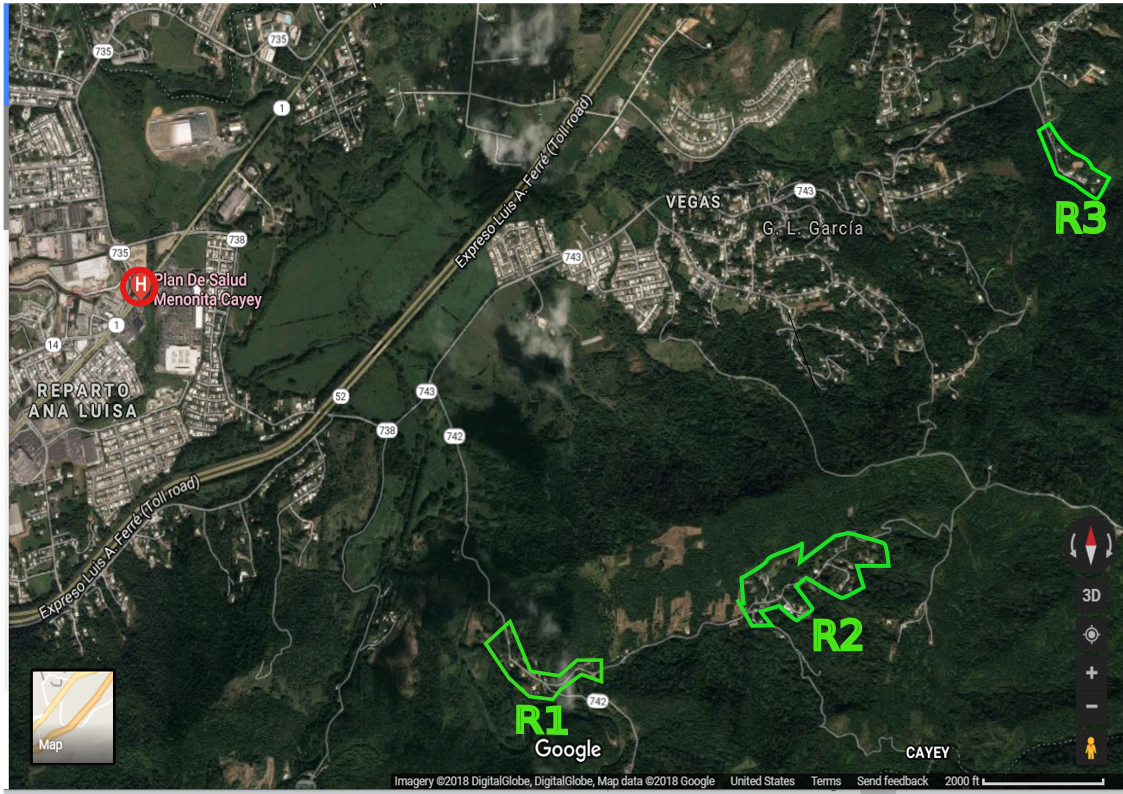 735
735
1
743
VEGAS
G. L. García
R3
738
735
743
Expreso Luis A. Ferré (Toll road)
H
Plan De Salud
Menonita Cayey
1
14
REPARTO
ANA LUISA
52
743
738
742
Expreso Luis A. Ferré (Toll road)
3D
R2
742
R1
Map
Google
CAYEY
Imagery ©2018 DigitalGlobe, DigitalGlobe, Map data ©2018 Google United States Terms Send feedback 2000 ft